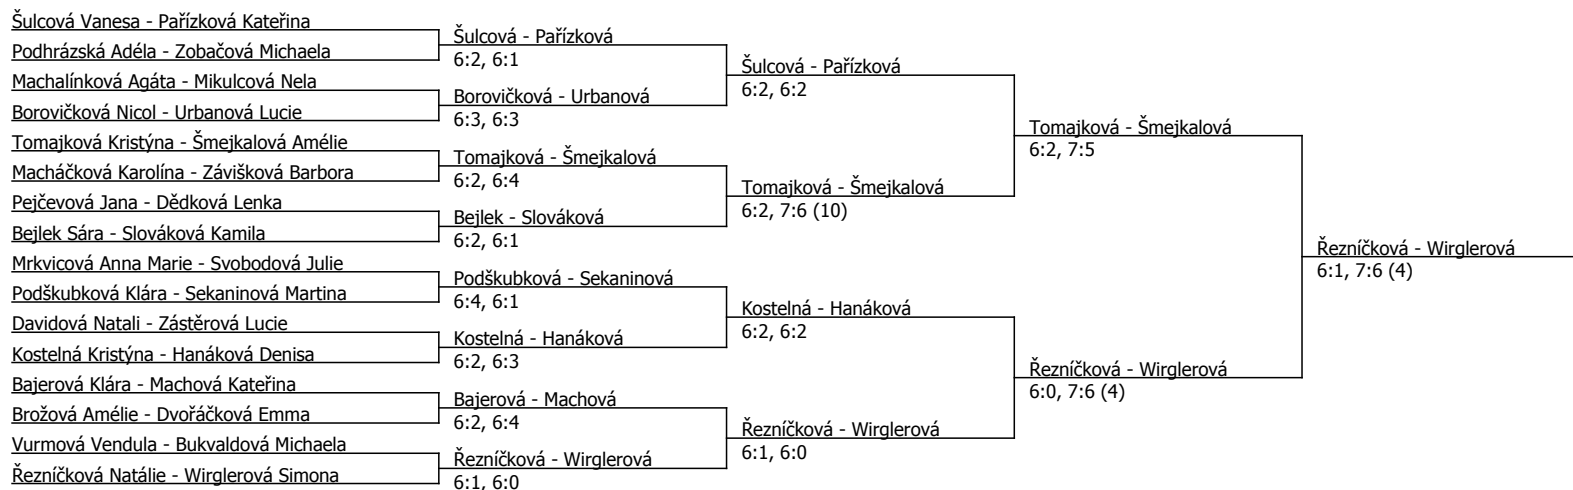 Šulcová Vanesa - Pařízková Kateřina
Podhrázská Adéla - Zobačová Michaela
Machalínková Agáta - Mikulcová Nela
Borovičková Nicol - Urbanová Lucie
Tomajková Kristýna - Šmejkalová Amélie
Macháčková Karolína - Závišková Barbora
Pejčevová Jana - Dědková Lenka
Bejlek Sára - Slováková Kamila
Mrkvicová Anna Marie - Svobodová Julie
Podškubková Klára - Sekaninová Martina
Davidová Natali - Zástěrová Lucie
Kostelná Kristýna - Hanáková Denisa
Bajerová Klára - Machová Kateřina
Brožová Amélie - Dvořáčková Emma
Vurmová Vendula - Bukvaldová Michaela
Řezníčková Natálie - Wirglerová Simona
Šulcová - Pařízková
6:2, 6:1
Borovičková - Urbanová
6:3, 6:3
Tomajková - Šmejkalová
6:2, 6:4
Bejlek - Slováková
6:2, 6:1
Podškubková - Sekaninová
6:4, 6:1
Kostelná - Hanáková
6:2, 6:3
Bajerová - Machová
6:2, 6:4
Řezníčková - Wirglerová
6:1, 6:0
Šulcová - Pařízková
6:2, 6:2
Tomajková - Šmejkalová
6:2, 7:6 (10)
Kostelná - Hanáková
6:2, 6:2
Řezníčková - Wirglerová
6:1, 6:0
Tomajková - Šmejkalová
6:2, 7:5
Řezníčková - Wirglerová
6:0, 7:6 (4)
Řezníčková - Wirglerová
6:1, 7:6 (4)